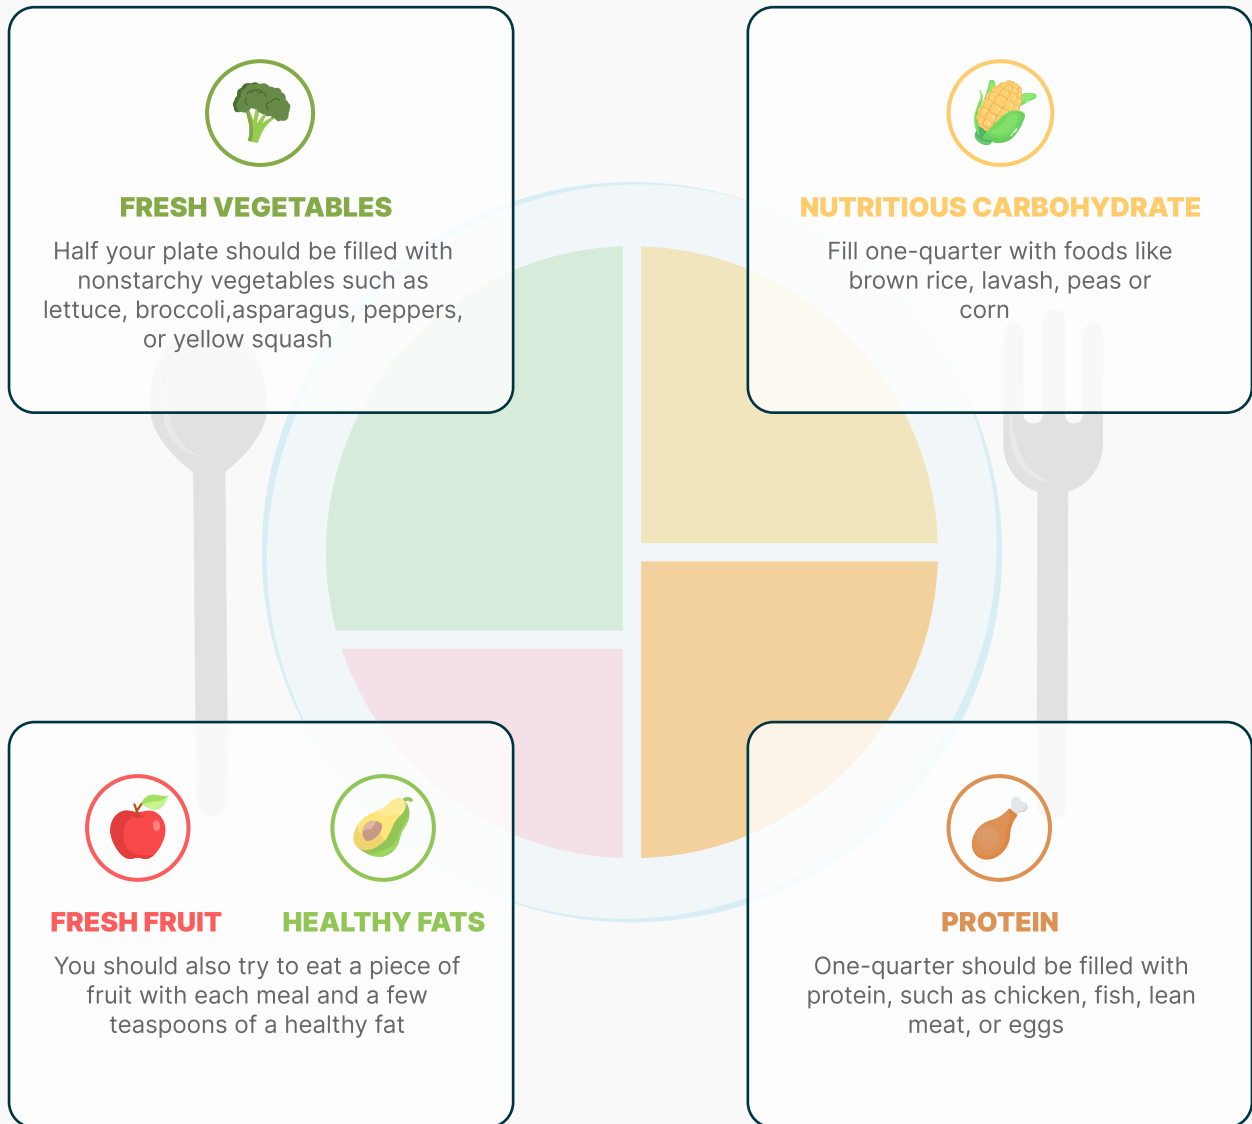 FRESH VEGETABLES
Half your plate should be filled with
nonstarchy vegetables such as
lettuce, broccoli,asparagus, peppers,
or yellow squash
NUTRITIOUS CARBOHYDRATE
Fill one-quarter with foods like
brown rice, lavash, peas or
corn
FRESH FRUIT
HEALTHY FATS
You should also try to eat a piece of
fruit with each meal and a few
teaspoons of a healthy fat
PROTEIN
One-quarter should be filled with
protein, such as chicken, fish, lean
meat, or eggs